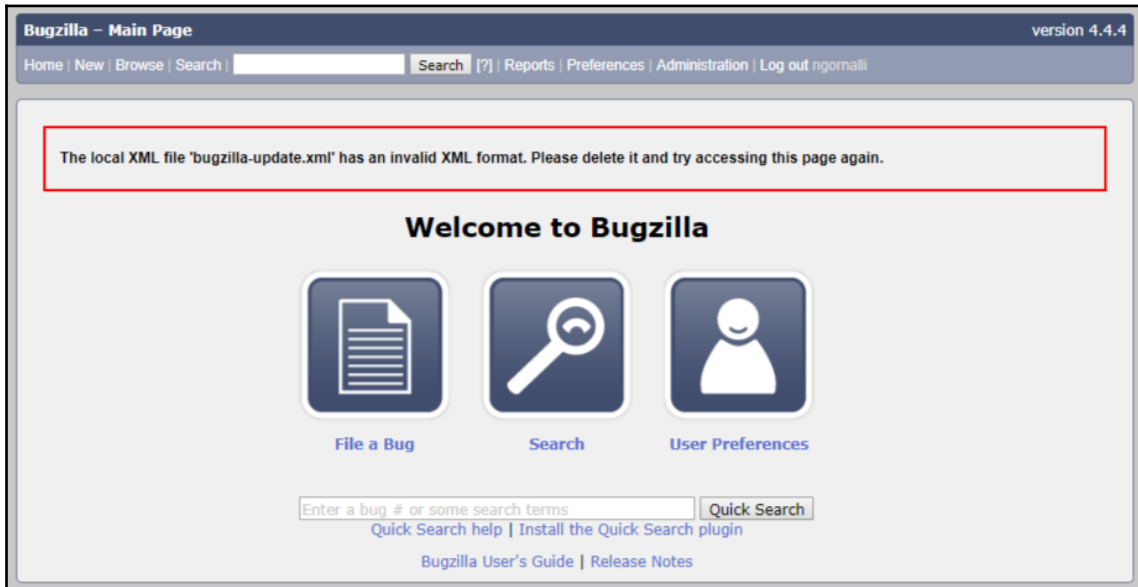 Bugzilla – Main Page version 4.4.4
Home | New | Browse | Search | Search [?] | Reports | Preferences | Administration | Log out ngornalli
The local XML file 'bugzilla-update.xml' has an invalid XML format. Please delete it and try accessing this page again.
Welcome to Bugzilla
File a Bug Search User Preferences
Enter a bug # or some search terms Quick Search
Quick Search help | Install the Quick Search plugin
Bugzilla User's Guide | Release Notes